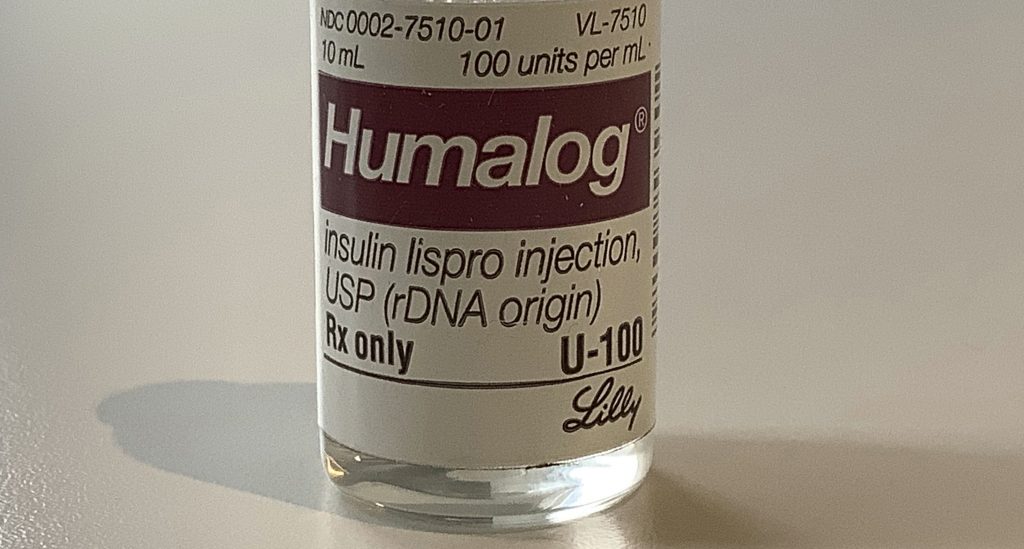 NDC 0002-7510-01 VL-7510
10 mL 100 units per mL
Humalog®
insulin lispro injection,
USP (rDNA origin)
Rx only U-100
Lilly